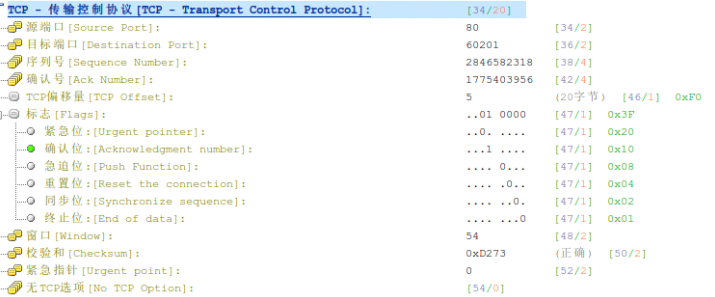 TCP - 传输控制协议[TCP - Transport Control Protocol]: [34/20]
源端口[Source Port]: 80 [34/2]
目标端口[Destination Port]: 60201 [36/2]
序列号[Sequence Number]: 2846582318 [38/4]
确认号[Ack Number]: 1775403956 [42/4]
TCP偏移量[TCP Offset]: 5 (20字节) [46/1] 0xF0
标志[Flags]: ..01 0000 [47/1] 0x3F
紧急位:[Urgent pointer]: ..0. .... [47/1] 0x20
确认位:[Acknowledgment number]: ...1 .... [47/1] 0x10
急迫位:[Push Function]: .... 0... [47/1] 0x08
重置位:[Reset the connection]: .... .0.. [47/1] 0x04
同步位:[Synchronize sequence]: .... ..0. [47/1] 0x02
终止位:[End of data]: .... ...0 [47/1] 0x01
窗口[Window]: 54 [48/2]
校验和[Checksum]: 0xD273 (正确) [50/2]
紧急指针[Urgent point]: 0 [52/2]
无TCP选项[No TCP Option]: [54/0]